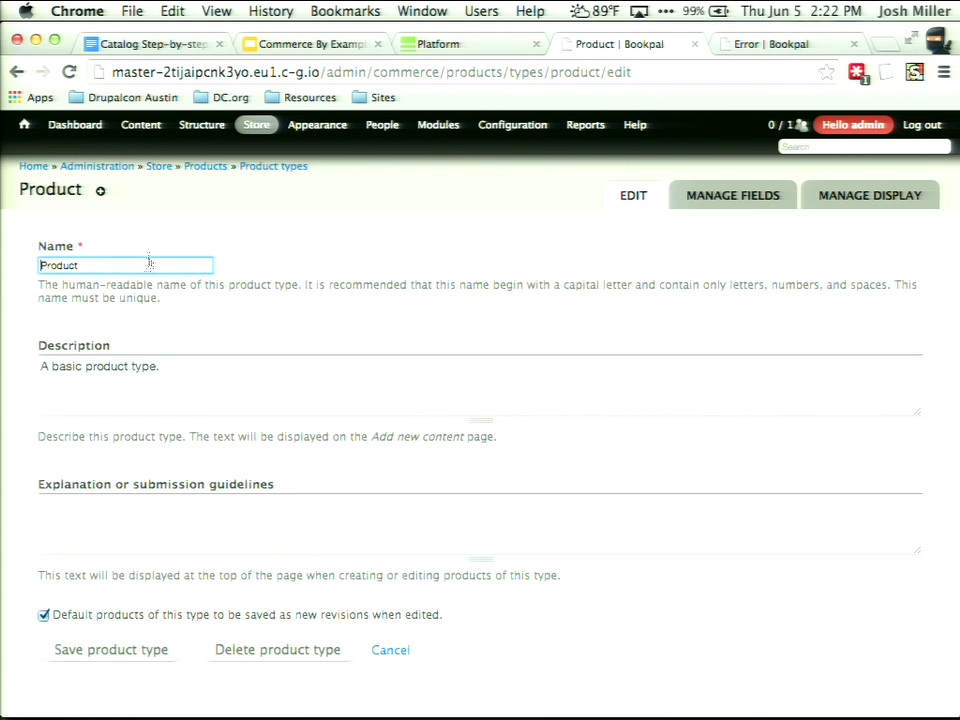 Chrome File Edit View History Bookmarks Window Users Help 89°F 99% Thu Jun 5 2:22 PM Josh Miller
Catalog Step-by-step Commerce By Exampl Platform Product | Bookpal Error | Bookpal
master-2tijaipcnk3yo.eu1.c-g.io/admin/commerce/products/types/product/edit
Apps Drupalcon Austin DC.org Resources Sites
Dashboard Content Structure Store Appearance People Modules Configuration Reports Help 0 / 1 Hello admin Log out
Search
Home » Administration » Store » Products » Product types
Product
EDIT MANAGE FIELDS MANAGE DISPLAY
Name *
Product
The human-readable name of this product type. It is recommended that this name begin with a capital letter and contain only letters, numbers, and spaces. This
name must be unique.
Description
A basic product type.
Describe this product type. The text will be displayed on the Add new content page.
Explanation or submission guidelines
This text will be displayed at the top of the page when creating or editing products of this type.
Default products of this type to be saved as new revisions when edited.
Save product type Delete product type Cancel